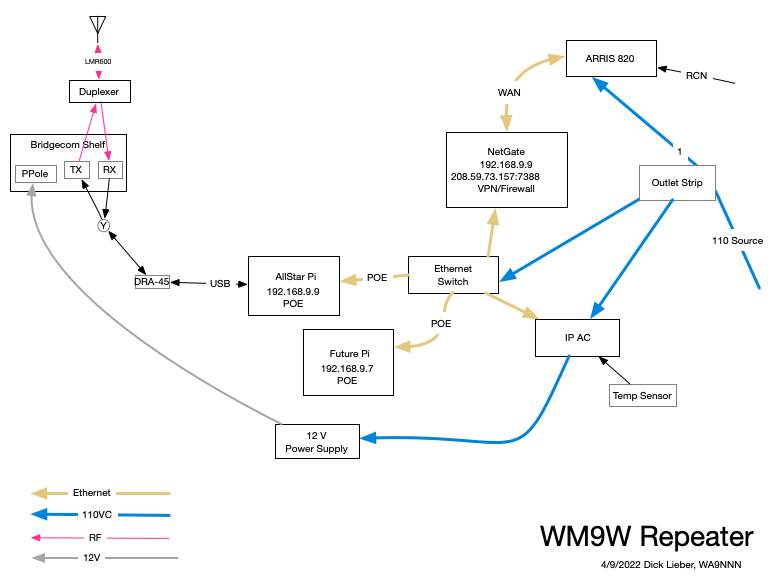 LMR600
Duplexer
Bridgecom Shelf
PPole
TX
RX
Y
DRA-45
USB
AllStar Pi
192.168.9.9
POE
POE
Future Pi
192.168.9.7
POE
POE
Ethernet
Switch
NetGate
192.168.9.9
208.59.73.157:7388
VPN/Firewall
WAN
ARRIS 820
RCN
1
Outlet Strip
110 Source
IP AC
Temp Sensor
12 V
Power Supply
Ethernet
110VC
RF
12V
WM9W Repeater
4/9/2022 Dick Lieber, WA9NNN